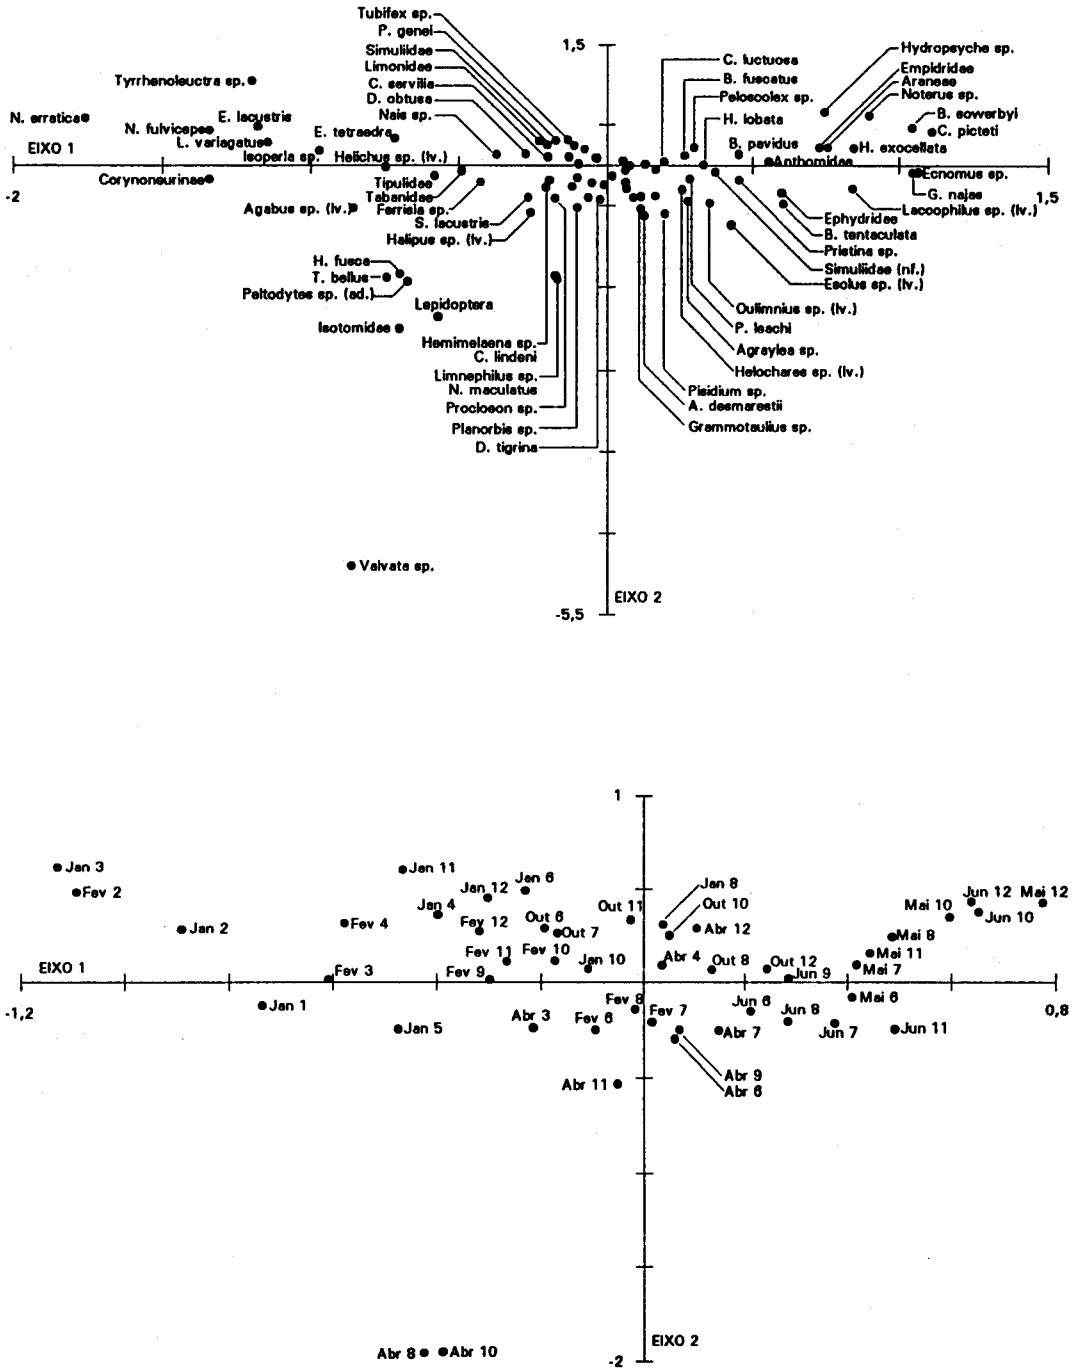 Tubifex sp.
P. genei
Simuliidae
Limonidae
C. servilia
D. obtusa
Nais sp.
1,5
C. luctuosa
B. fuscatus
Peloscolex sp.
H. lobata
B. pavidus
Anthomidae
Hydropsyche sp.
Empidridae
Araneae
Noterus sp.
B. sowerbyi
C. picteti
H. exocellata
Ecnomus sp.
G. najae
Laccophilus sp. (lv.)
1,5
Tyrrhenoleuctra sp.
N. erratica
N. fulviceps
E. lacustris
L. variegatus
E. tetraedra
Isoperla sp.
Helichus sp. (lv.)
EIXO 1
-2
Corynoneurinae
Tipulidae
Tabanidae
Agabus sp. (lv.)
Ferrisia sp.
S. lacustris
Halipus sp. (lv.)
Ephydridae
B. tentaculata
Pristina sp.
Simuliidae (nf.)
Esolus sp. (lv.)
H. fusca
T. bellus
Peltodytes sp. (ad.)
Lepidoptera
Isotomidae
Oulimnius sp. (lv.)
P. leachi
Agraylea sp.
Helochares sp. (lv.)
Hemimelaena sp.
C. lindeni
Limnephilus sp.
N. maculatus
Procloeon sp.
Planorbis sp.
D. tigrina
Pisidium sp.
A. desmarestii
Grammotaulius sp.
Valvata sp.
EIXO 2
-5,5
1
Jan 3
Fev 2
Jan 2
Jan 11
Jan 12
Jan 6
Jan 4
Fev 4
Fev 12
Out 6
Out 7
Out 11
Jan 8
Out 10
Abr 12
Jun 12
Mai 12
Mai 10
Jun 10
Mai 8
Mai 11
Mai 7
Fev 11
Fev 10
Jan 10
Abr 4
Out 8
Out 12
Jun 9
EIXO 1
Fev 3
Fev 9
-1,2
0,8
Jan 1
Jan 5
Abr 3
Fev 6
Fev 8
Fev 7
Jun 6
Mai 6
Abr 7
Jun 7
Jun 11
Abr 9
Abr 6
Abr 11
EIXO 2
Abr 8
Abr 10
-2